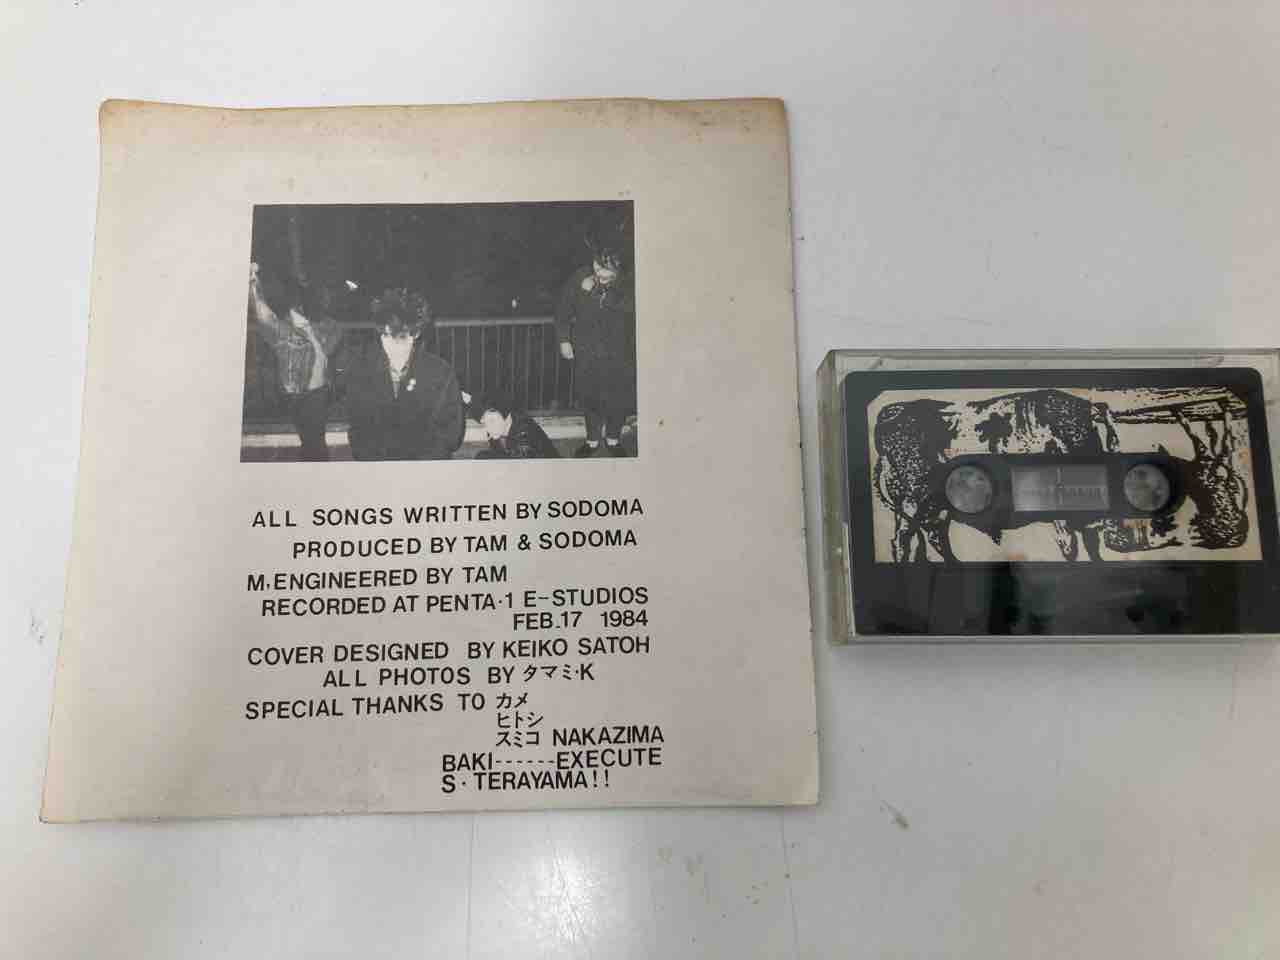 ALL SONGS WRITTEN BY SODOMA
PRODUCED BY TAM & SODOMA
M, ENGINEERED BY TAM
RECORDED AT PENTA·1 E-STUDIOS
FEB. 17 1984
COVER DESIGNED BY KEIKO SATOH
ALL PHOTOS BY タマミ·K
SPECIAL THANKS TO カメ
ヒトシ
スミコ NAKAZIMA
BAKI------EXECUTE
S· TERAYAMA!!